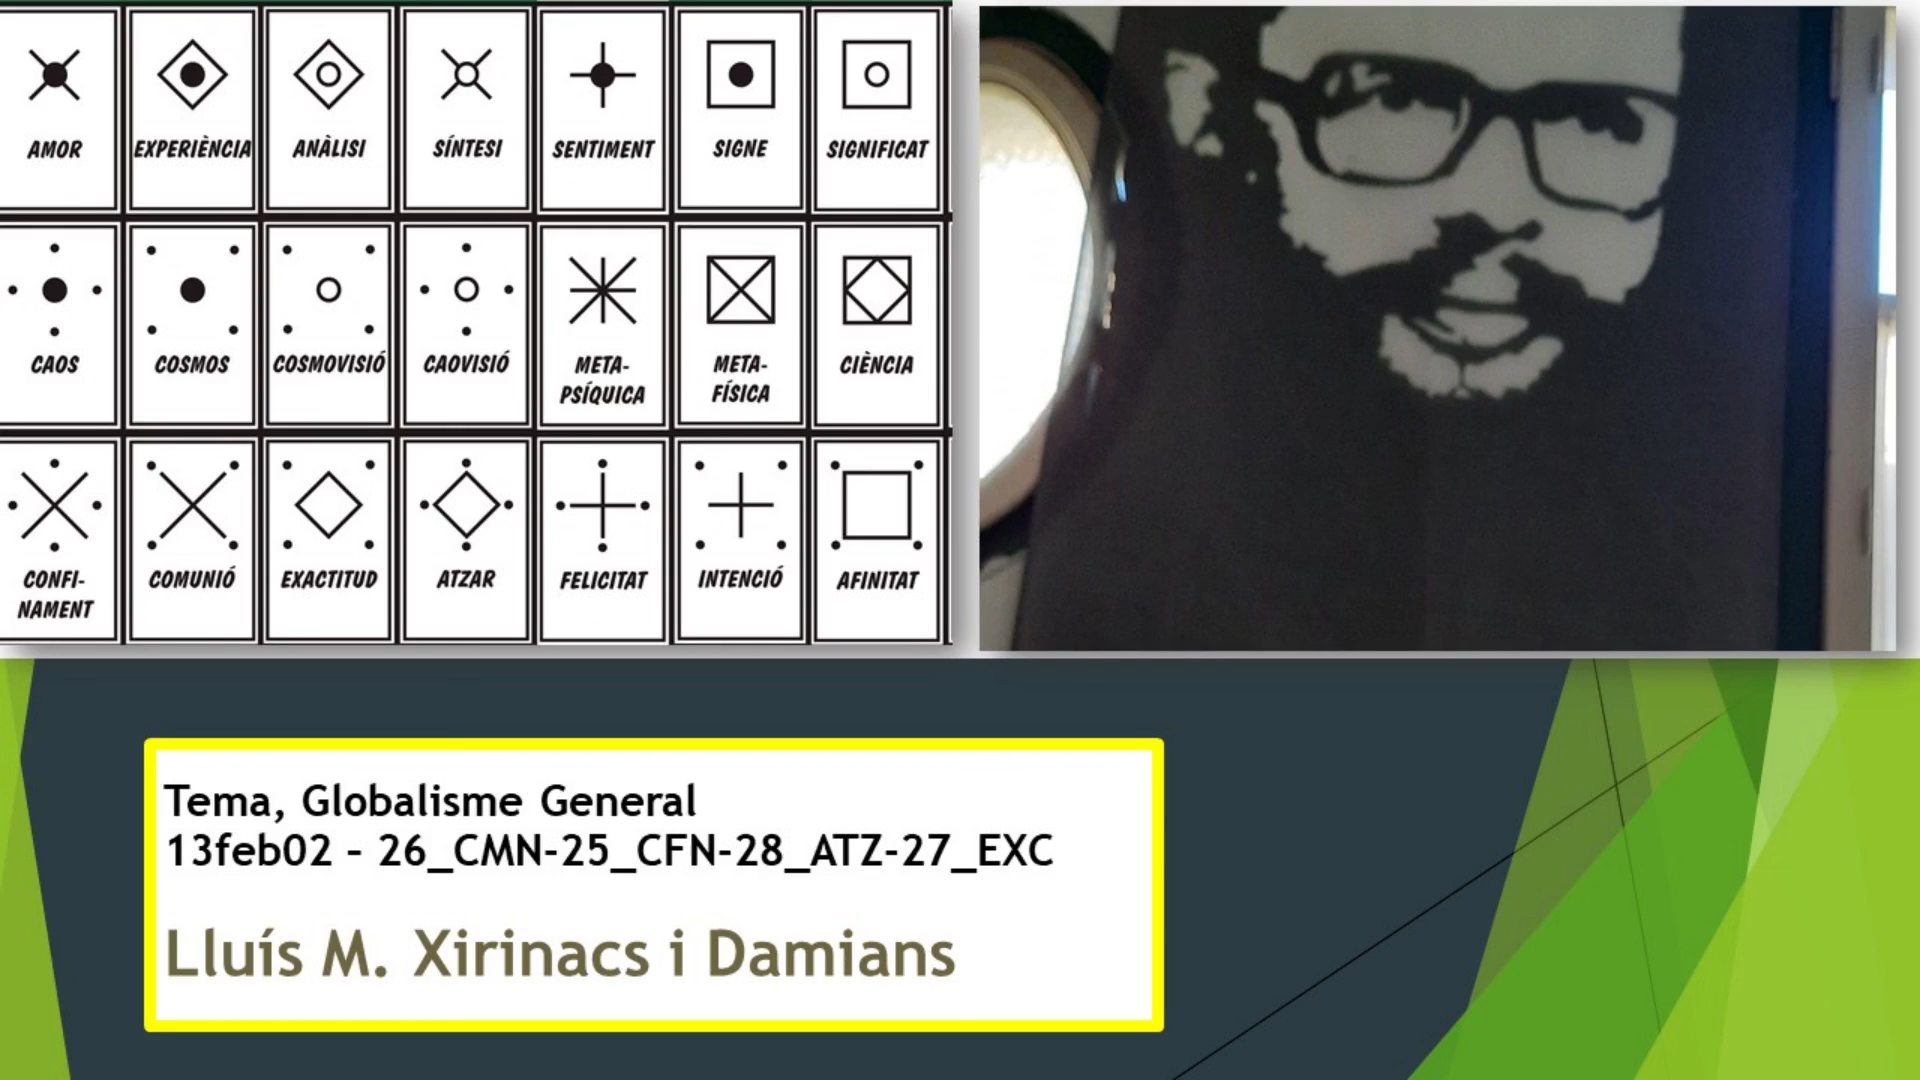 AMOR
EXPERIÈNCIA
ANÀLISI
SÍNTESI
SENTIMENT
SIGNE
SIGNIFICAT
CAOS
COSMOS
COSMOVISIÓ
CAOVISIÓ
META-
PSÍQUICA
META-
FÍSICA
CIÈNCIA
CONFI-
NAMENT
COMUNIÓ
EXACTITUD
ATZAR
FELICITAT
INTENCIÓ
AFINITAT
Tema, Globalisme General
13feb02 – 26_CMN-25_CFN-28_ATZ-27_EXC
Lluís M. Xirinacs i Damians